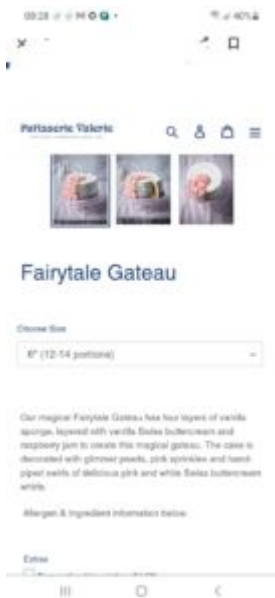 09:28
40%
Patisserie Valerie
Fairytale Gateau
Choose Size
6" (12-14 portions)
Our magical Fairytale Gateau has four layers of vanilla
sponge, layered with vanilla Swiss buttercream and
raspberry jam to create this magical gateau. The cake is
decorated with glimmer pearls, pink sprinkles and hand-
piped swirls of delicious pink and white Swiss buttercream
Allergen & Ingredient information below.
Extras